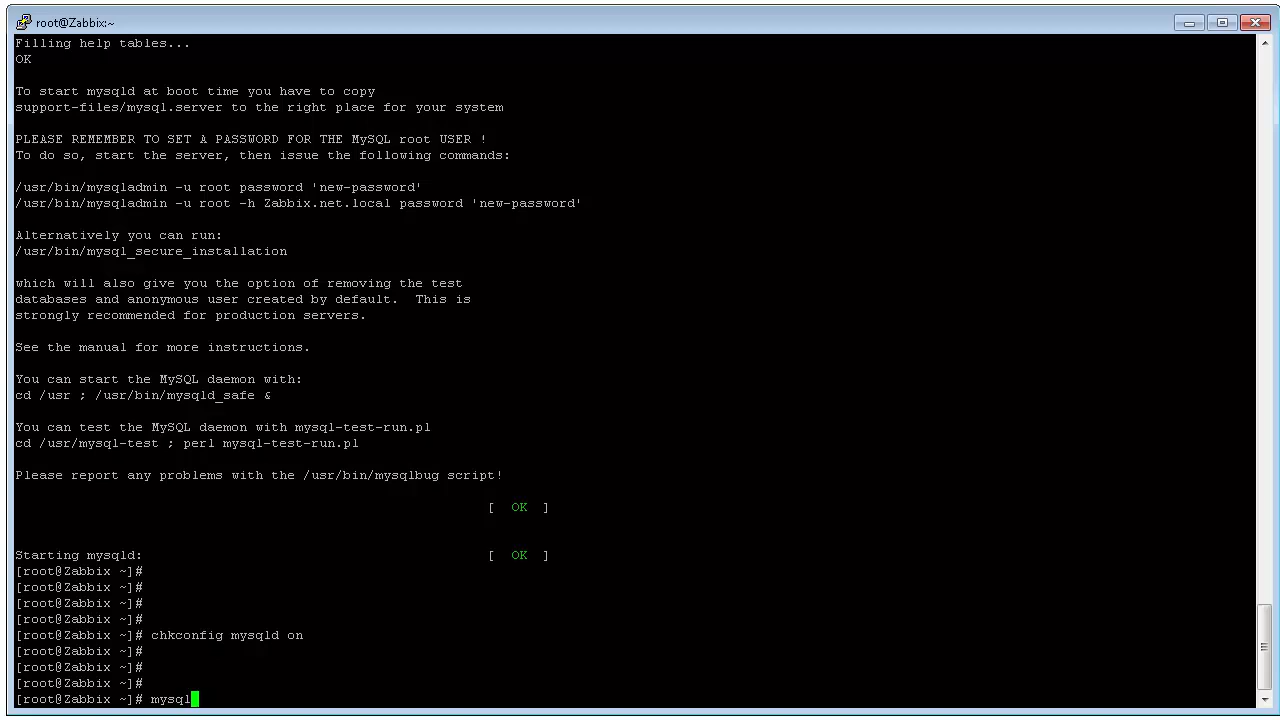 root@Zabbix:~
Filling help tables...
OK
To start mysqld at boot time you have to copy
support-files/mysql.server to the right place for your system
PLEASE REMEMBER TO SET A PASSWORD FOR THE MySQL root USER !
To do so, start the server, then issue the following commands:
/usr/bin/mysqladmin -u root password 'new-password'
/usr/bin/mysqladmin -u root -h Zabbix.net.local password 'new-password'
Alternatively you can run:
/usr/bin/mysql_secure_installation
which will also give you the option of removing the test
databases and anonymous user created by default.  This is
strongly recommended for production servers.
See the manual for more instructions.
You can start the MySQL daemon with:
cd /usr ; /usr/bin/mysqld_safe &
You can test the MySQL daemon with mysql-test-run.pl
cd /usr/mysql-test ; perl mysql-test-run.pl
Please report any problems with the /usr/bin/mysqlbug script!
[  OK  ]
Starting mysqld: [  OK  ]
[root@Zabbix ~]#
[root@Zabbix ~]#
[root@Zabbix ~]#
[root@Zabbix ~]#
[root@Zabbix ~]# chkconfig mysqld on
[root@Zabbix ~]#
[root@Zabbix ~]#
[root@Zabbix ~]#
[root@Zabbix ~]# mysql